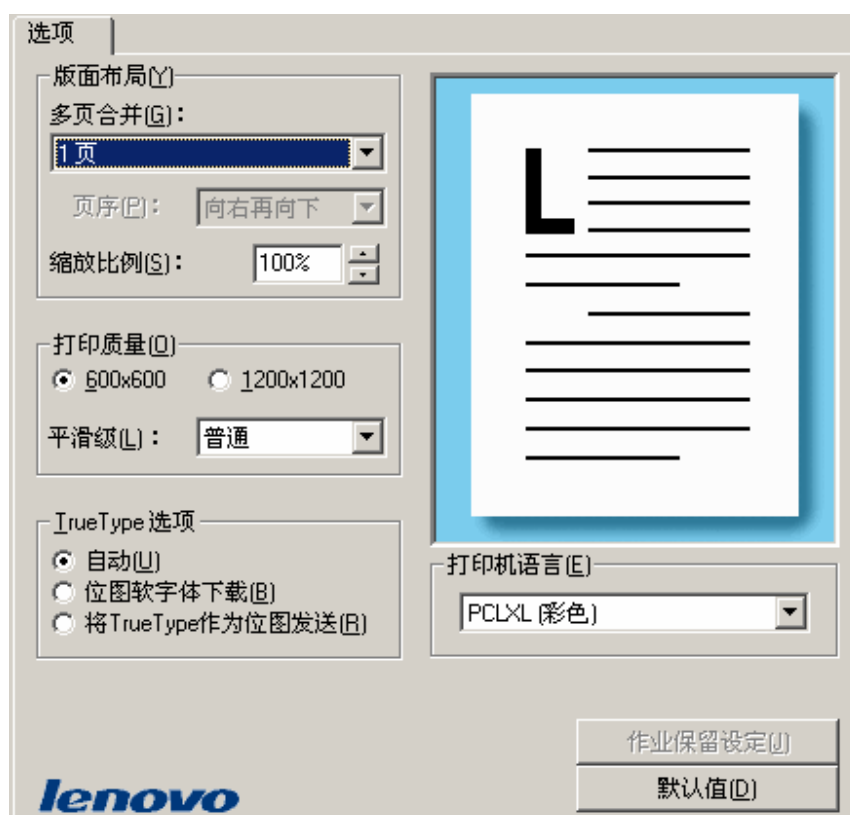 选项
版面布局(Y)
多页合并(G)：
1 页
页序(P)： 向右再向下
缩放比例(S)： 100%
打印质量(O)
600x600 1200x1200
平滑级(L)： 普通
TrueType 选项
自动(U)
位图软字体下载(B)
将TrueType作为位图发送(R)
L
打印机语言(E)
PCLXL (彩色)
作业保留设定(J)
默认值(D)
lenovo